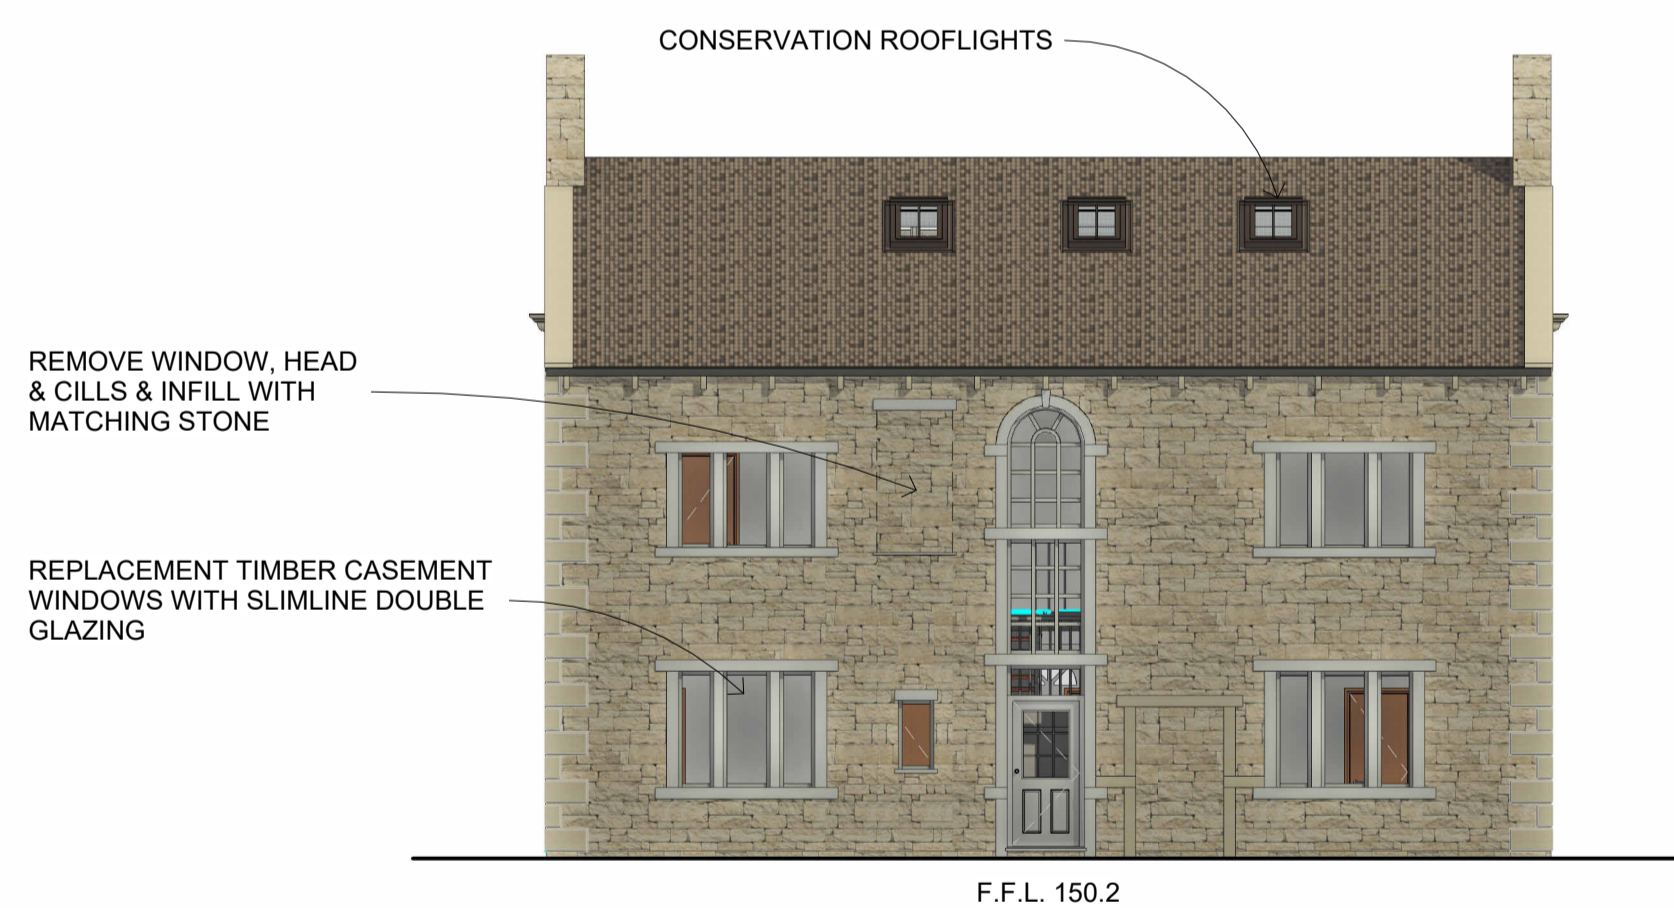 CONSERVATION ROOFLIGHTS
REMOVE WINDOW, HEAD
& CILLS & INFILL WITH
MATCHING STONE
REPLACEMENT TIMBER CASEMENT
WINDOWS WITH SLIMLINE DOUBLE
GLAZING
F.F.L. 150.2